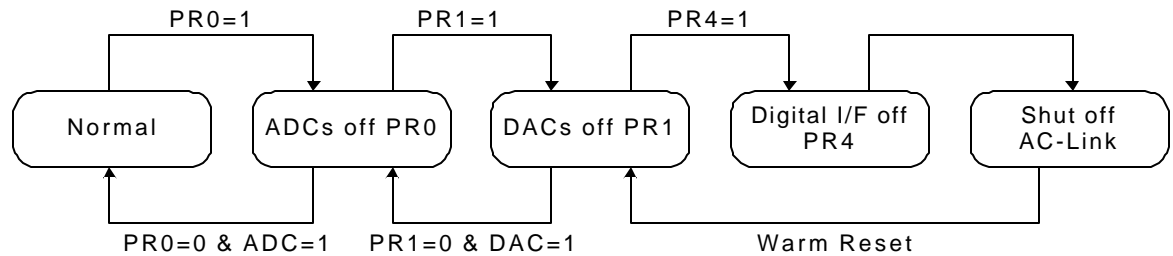 PR0=1
PR1=1
PR4=1
Normal
ADCs off PR0
DACs off PR1
Digital I/F off
PR4
Shut off
AC-Link
PR0=0 & ADC=1
PR1=0 & DAC=1
Warm Reset